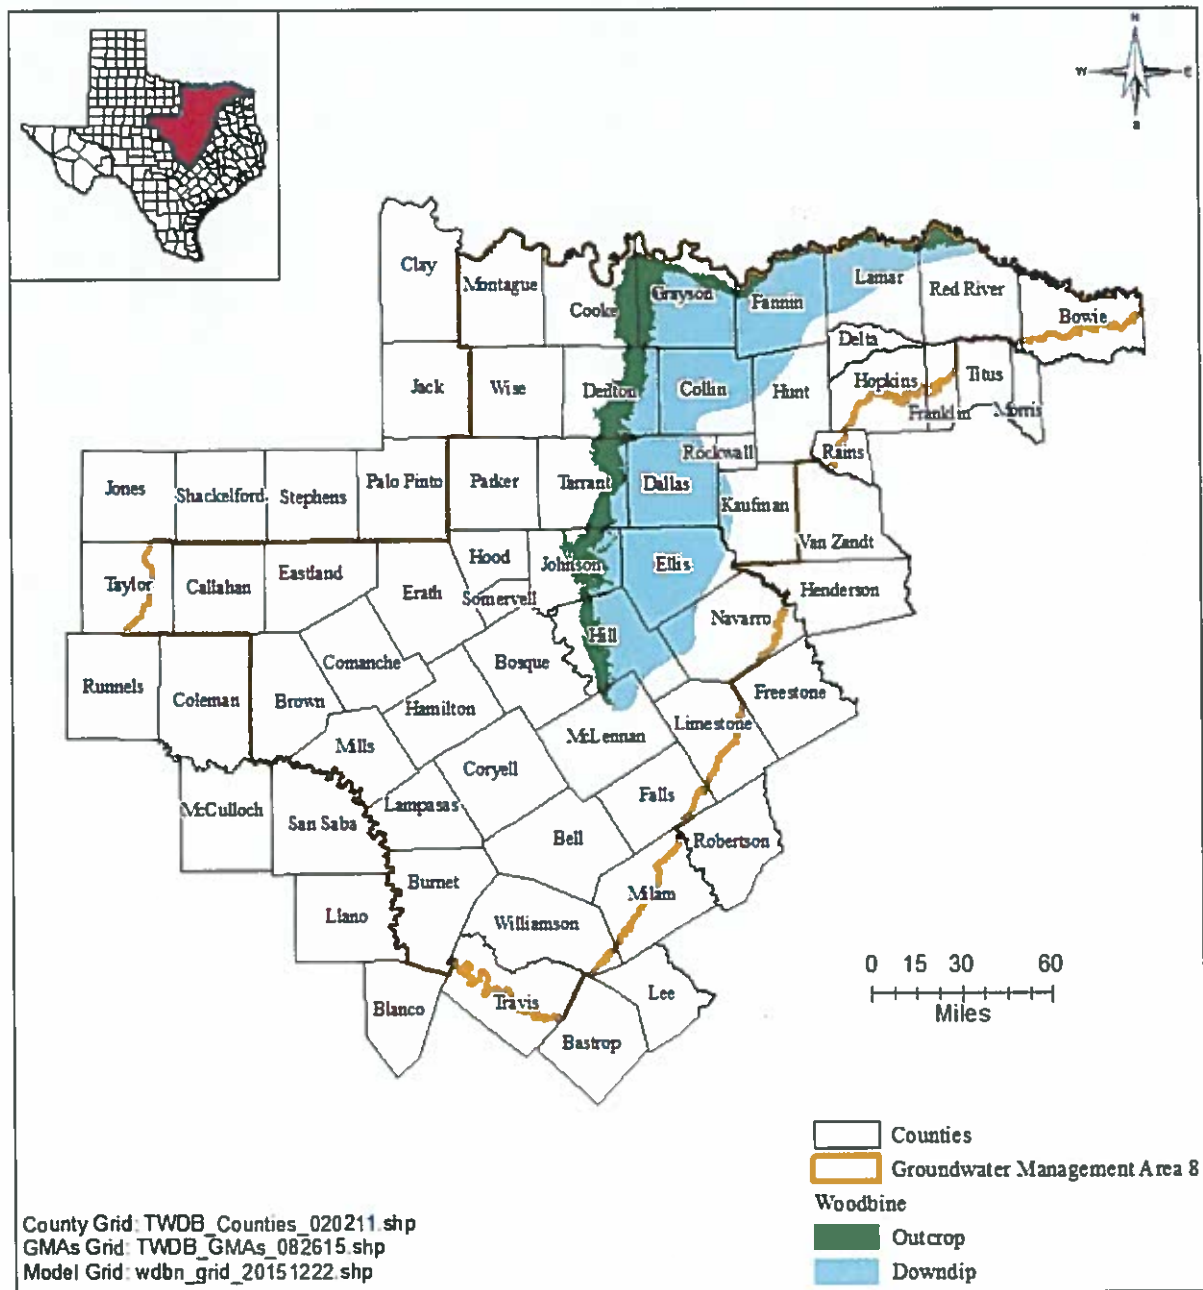 N
W E
S
Clay
Montague
Cooke
Grayson
Fannin
Lamar
Red River
Bowie
Delta
Jack
Wise
Denton
Collin
Hunt
Hopkins
Titus
Franklin
Morris
Rockwall
Rains
Jones
Shackelford
Stephens
Palo Pinto
Parker
Tarrant
Dallas
Kaufman
Van Zandt
Taylor
Callahan
Eastland
Erath
Hood
Somervell
Johnson
Ellis
Henderson
Navarro
Hill
Comanche
Bosque
Runnels
Coleman
Brown
Hamilton
Freestone
Limestone
McLennan
Mills
Coryell
McCulloch
San Saba
Lampasas
Falls
Bell
Robertson
Burnet
Milam
Llano
Williamson
Blanco
Travis
Lee
Bastrop
0 15 30 60
Miles
Counties
Groundwater Management Area 8
Woodbine
Outcrop
Downdip
County Grid: TWDB_Counties_020211.shp
GMAs Grid: TWDB_GMAs_082615.shp
Model Grid: wdbn_grid_20151222.shp